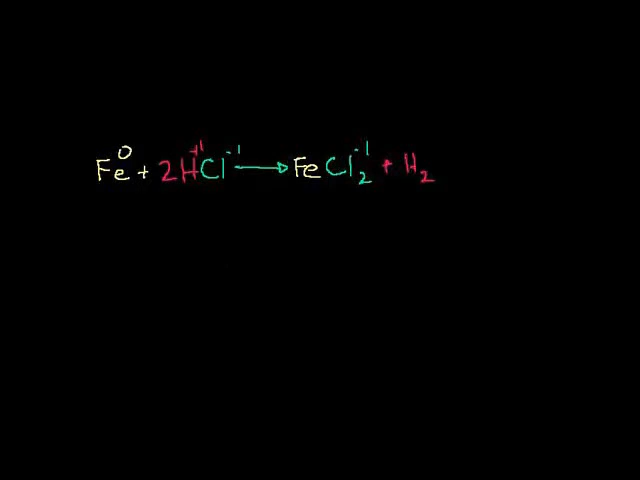 Fe⁰ + 2H⁺¹Cl⁻¹ → FeCl₂⁻¹ + H₂